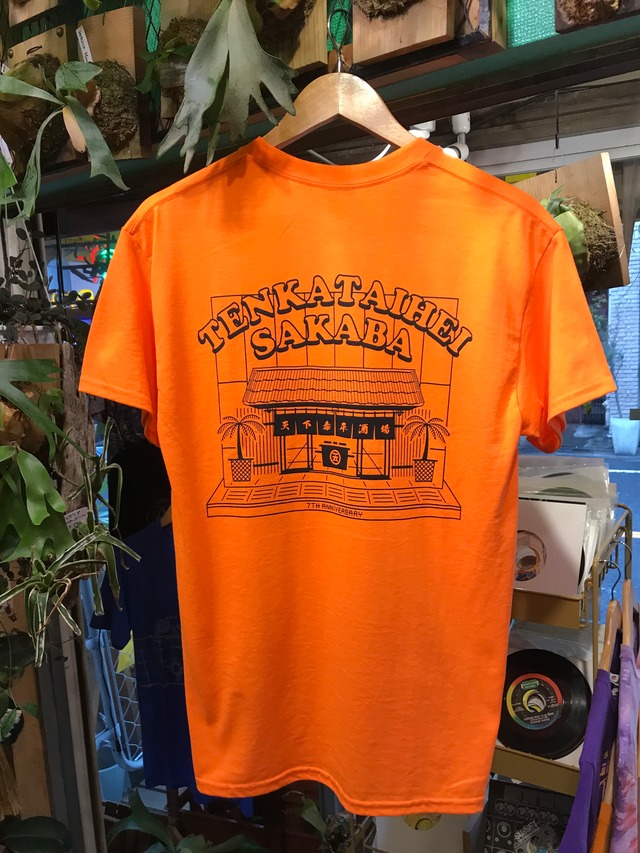 TENKATAIHEI
SAKABA
天下泰平酒場
7TH ANNIVERSARY